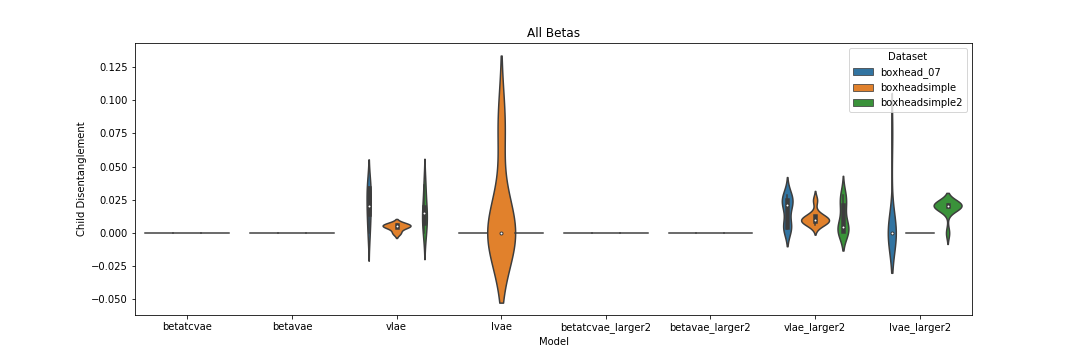 All Betas
Dataset
boxhead_07
boxheadsimple
boxheadsimple2
Child Disentanglement
0.125
0.100
0.075
0.050
0.025
0.000
−0.025
−0.050
betatcvae betavae vlae lvae betatcvae_larger2 betavae_larger2 vlae_larger2 lvae_larger2
Model